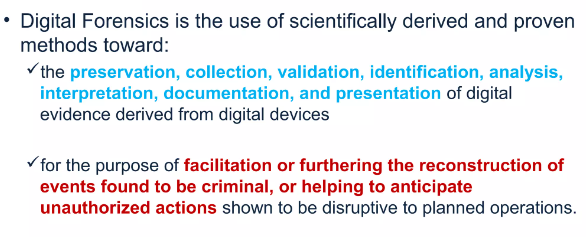 • Digital Forensics is the use of scientifically derived and proven
methods toward:
✓the preservation, collection, validation, identification, analysis,
interpretation, documentation, and presentation of digital
evidence derived from digital devices
✓for the purpose of facilitation or furthering the reconstruction of
events found to be criminal, or helping to anticipate
unauthorized actions shown to be disruptive to planned operations.